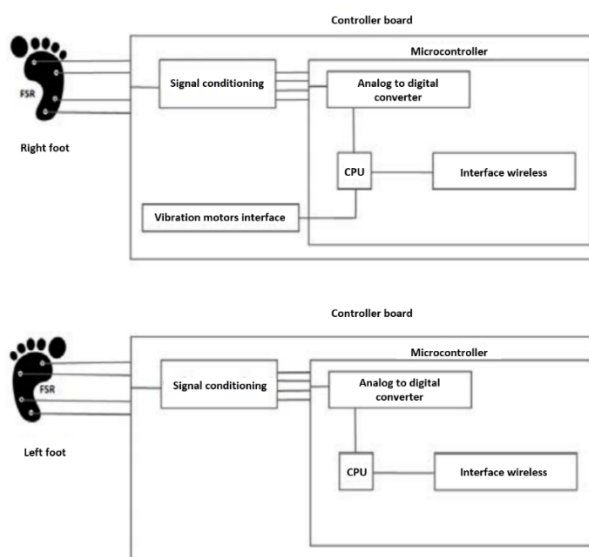 Controller board
Microcontroller
Signal conditioning
Analog to digital
converter
FSR
Right foot
CPU
Interface wireless
Vibration motors interface
Controller board
Microcontroller
Signal conditioning
Analog to digital
converter
FSR
Left foot
CPU
Interface wireless